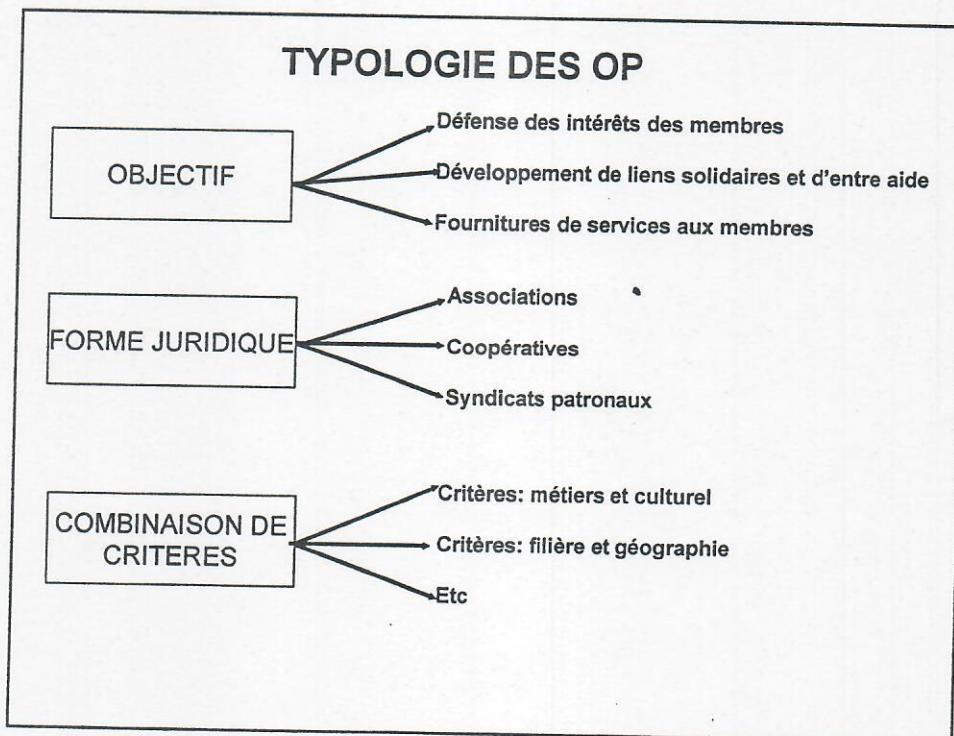 TYPOLOGIE DES OP
OBJECTIF
Défense des intérêts des membres
Développement de liens solidaires et d'entre aide
Fournitures de services aux membres
FORME JURIDIQUE
Associations
Coopératives
Syndicats patronaux
COMBINAISON DE
CRITERES
Critères: métiers et culturel
Critères: filière et géographie
Etc